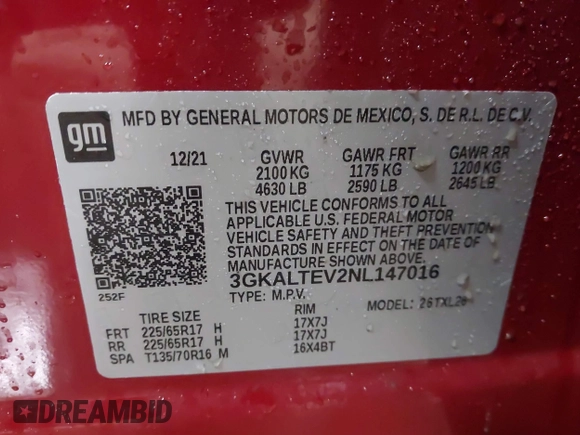 gm
MFD BY GENERAL MOTORS DE MEXICO, S. DE R.L. DE C.V.
12/21 GVWR GAWR FRT GAWR RR
2100 KG 1175 KG 1200 KG
4630 LB 2590 LB 2645 LB
THIS VEHICLE CONFORMS TO ALL
APPLICABLE U.S. FEDERAL MOTOR
VEHICLE SAFETY AND THEFT PREVENTION
STANDARDS IN EFFECT ON THE DATE OF
MANUFACTURE SHOWN ABOVE.
3GKALTEV2NL147016
252F
TYPE: M.P.V. MODEL: 26TXL26
TIRE SIZE RIM
FRT 225/65R17 H 17X7J
RR 225/65R17 H 17X7J
SPA T135/70R16 M 16X4BT
DREAMBID